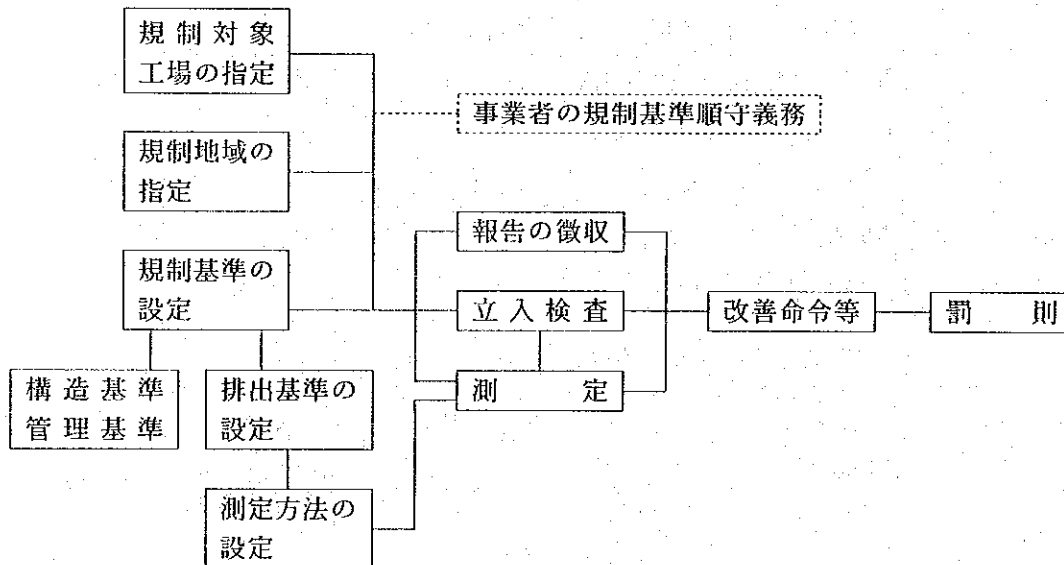 規制対象
工場の指定
事業者の規制基準順守義務
規制地域の
指定
報告の徴収
規制基準の
設定
立入検査
改善命令等
罰則
構造基準
管理基準
排出基準の
設定
測定
測定方法の
設定